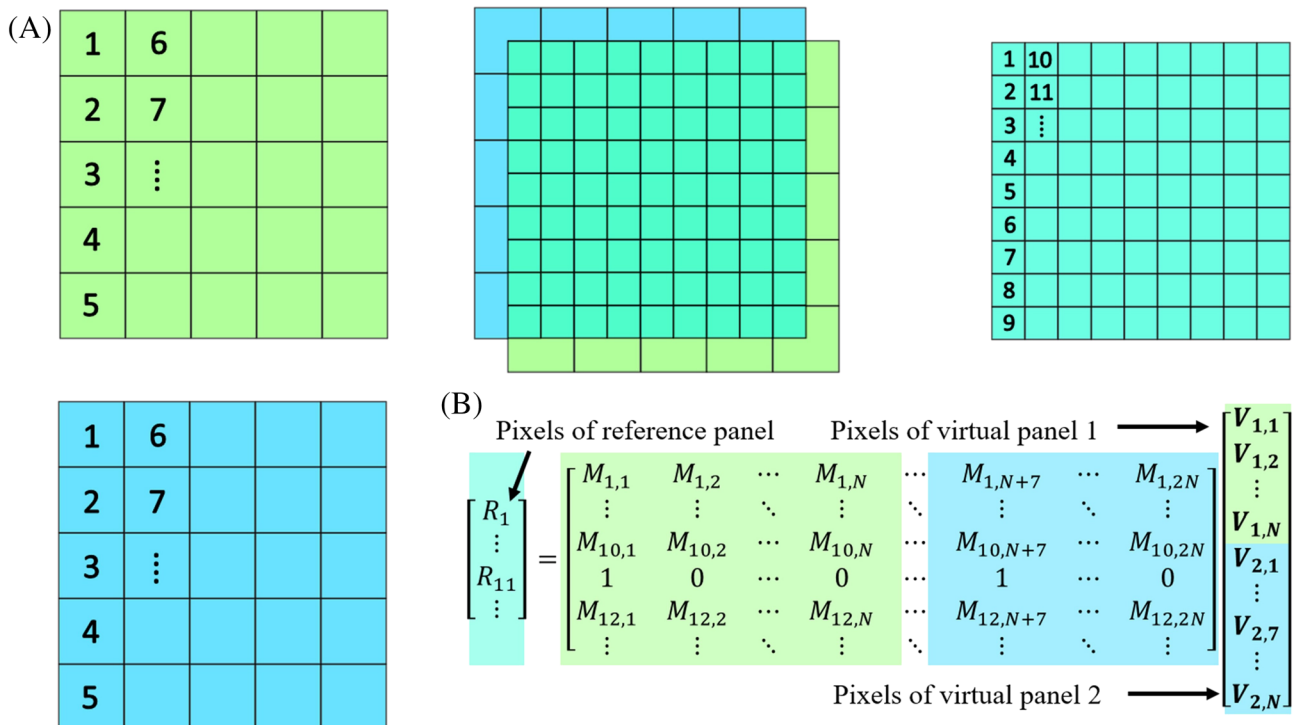 (A)
1 6
2 7
3 ⋮
4
5
1 10
2 11
3 ⋮
4
5
6
7
8
9
1 6
2 7
3 ⋮
4
5
(B)
Pixels of reference panel
Pixels of virtual panel 1
[R₁ ⋮ R₁₁ ⋮] =
M₁,₁ M₁,₂ ⋯ M₁,N ⋯ M₁,N+7 ⋯ M₁,2N
⋮ ⋮ ⋱ ⋮ ⋱ ⋮ ⋱ ⋮
M₁₀,₁ M₁₀,₂ ⋯ M₁₀,N ⋯ M₁₀,N+7 ⋯ M₁₀,2N
1 0 ⋯ 0 ⋯ 1 ⋯ 0
M₁₂,₁ M₁₂,₂ ⋯ M₁₂,N ⋯ M₁₂,N+7 ⋯ M₁₂,2N
⋮ ⋮ ⋱ ⋮ ⋱ ⋮ ⋱ ⋮
V₁,₁
V₁,₂
⋮
V₁,N
V₂,₁
⋮
V₂,₇
⋮
V₂,N
Pixels of virtual panel 2